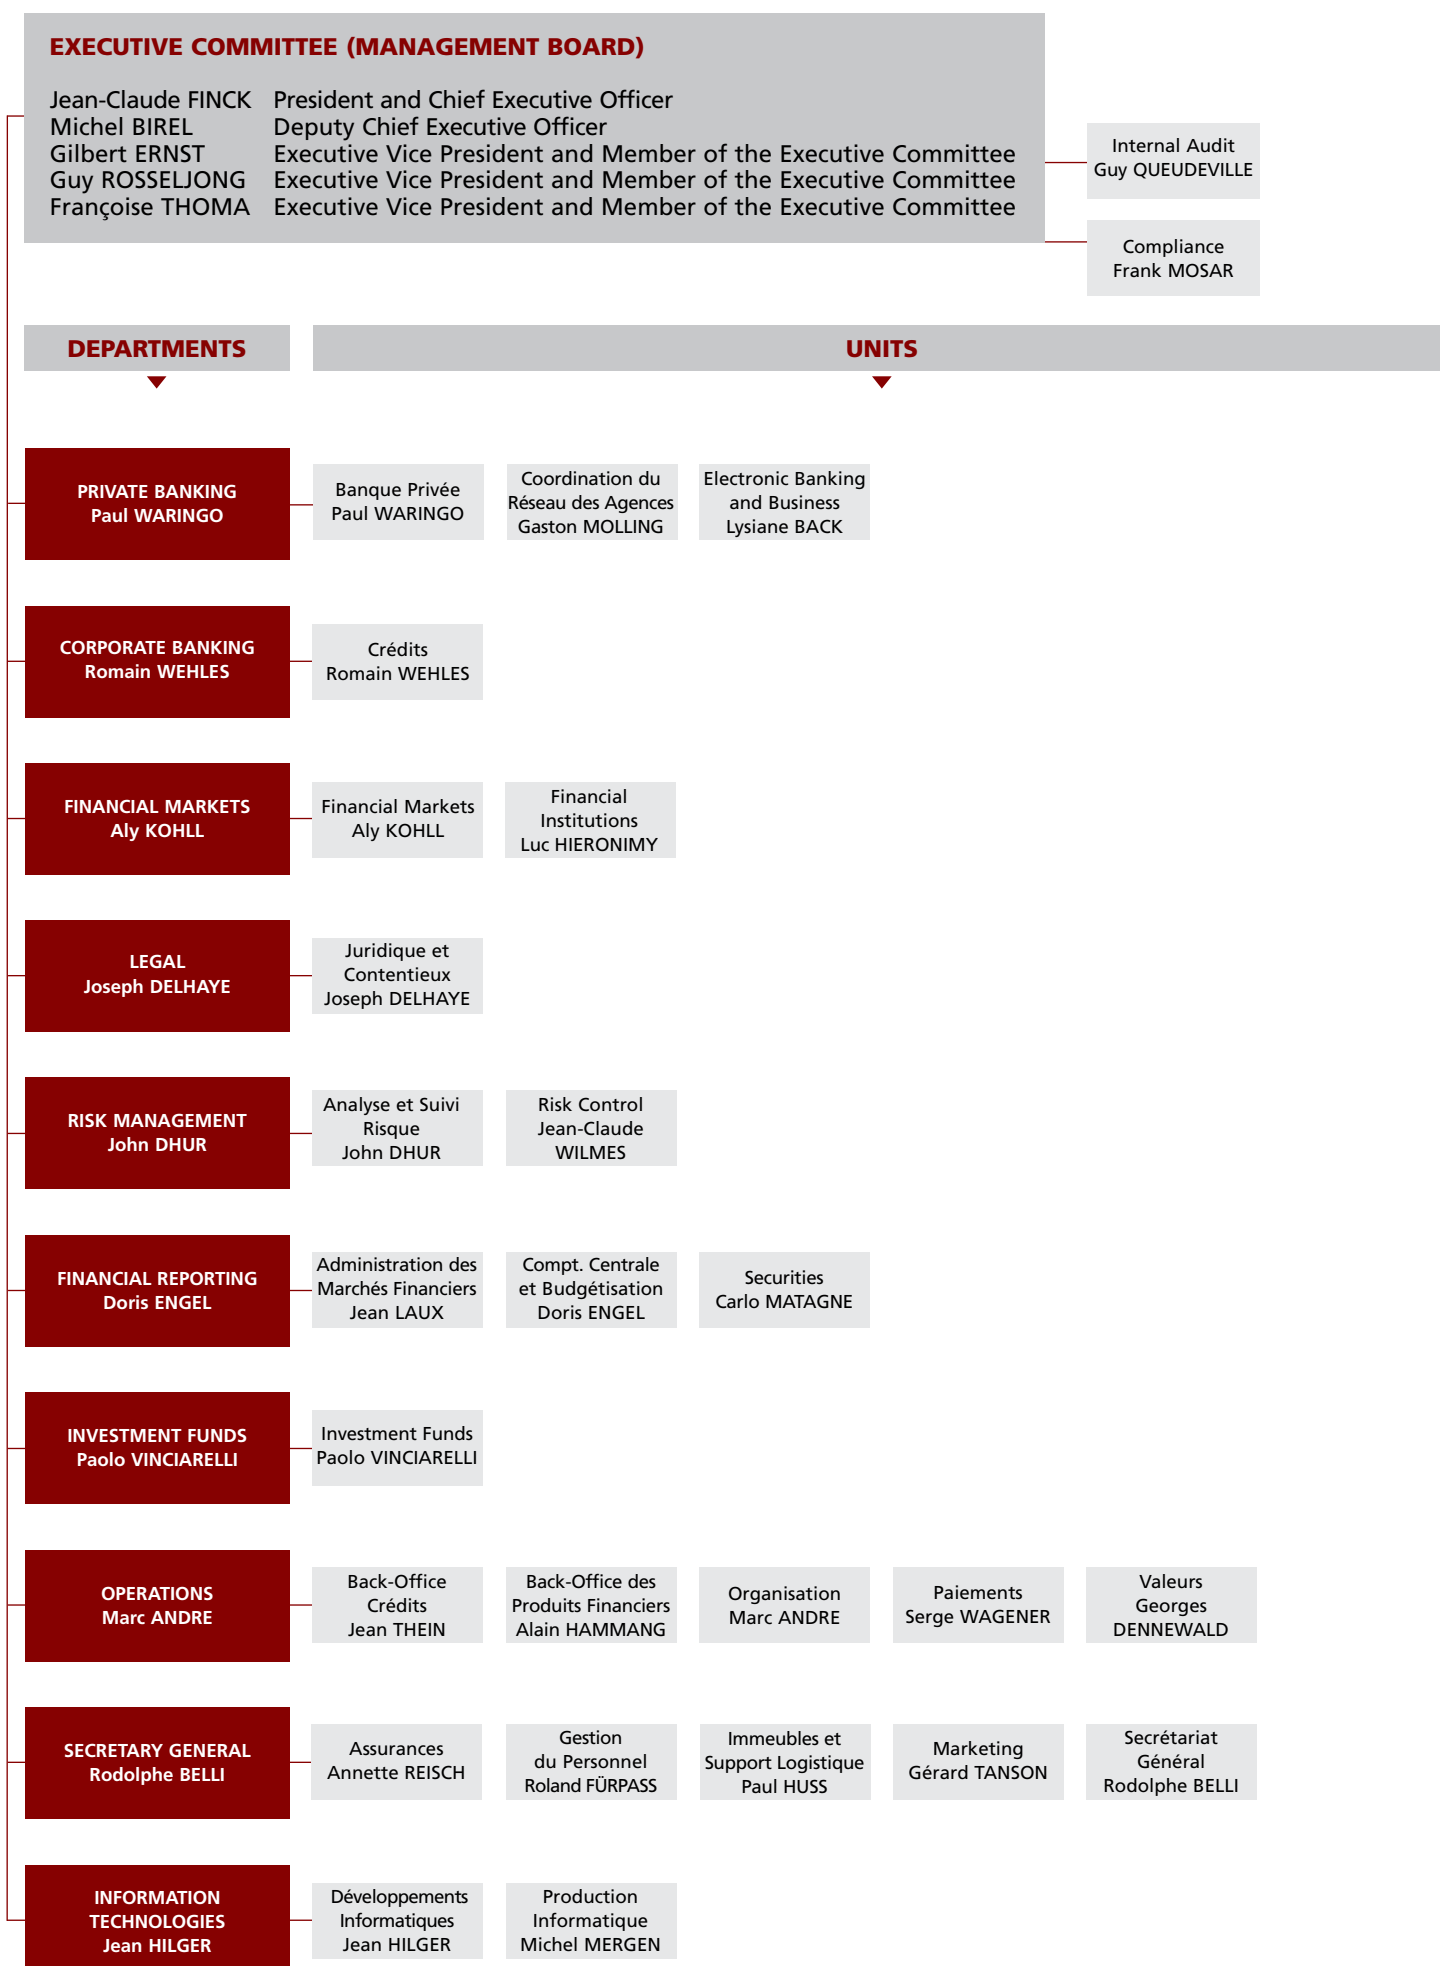 EXECUTIVE COMMITTEE (MANAGEMENT BOARD)
Jean-Claude FINCK President and Chief Executive Officer
Michel BIREL Deputy Chief Executive Officer
Gilbert ERNST Executive Vice President and Member of the Executive Committee
Guy ROSSELJONG Executive Vice President and Member of the Executive Committee
Françoise THOMA Executive Vice President and Member of the Executive Committee
Internal Audit
Guy QUEUDEVILLE
Compliance
Frank MOSAR
DEPARTMENTS
UNITS
PRIVATE BANKING
Paul WARINGO
Banque Privée
Paul WARINGO
Coordination du
Réseau des Agences
Gaston MOLLING
Electronic Banking
and Business
Lysiane BACK
CORPORATE BANKING
Romain WEHLES
Crédits
Romain WEHLES
FINANCIAL MARKETS
Aly KOHLL
Financial Markets
Aly KOHLL
Financial
Institutions
Luc HIERONIMY
LEGAL
Joseph DELHAYE
Juridique et
Contentieux
Joseph DELHAYE
RISK MANAGEMENT
John DHUR
Analyse et Suivi
Risque
John DHUR
Risk Control
Jean-Claude
WILMES
FINANCIAL REPORTING
Doris ENGEL
Administration des
Marchés Financiers
Jean LAUX
Compt. Centrale
et Budgétisation
Doris ENGEL
Securities
Carlo MATAGNE
INVESTMENT FUNDS
Paolo VINCIARELLI
Investment Funds
Paolo VINCIARELLI
OPERATIONS
Marc ANDRE
Back-Office
Crédits
Jean THEIN
Back-Office des
Produits Financiers
Alain HAMMANG
Organisation
Marc ANDRE
Paiements
Serge WAGENER
Valeurs
Georges
DENNEWALD
SECRETARY GENERAL
Rodolphe BELLI
Assurances
Annette REISCH
Gestion
du Personnel
Roland FÜRPASS
Immeubles et
Support Logistique
Paul HUSS
Marketing
Gérard TANSON
Secrétariat
Général
Rodolphe BELLI
INFORMATION
TECHNOLOGIES
Jean HILGER
Développements
Informatiques
Jean HILGER
Production
Informatique
Michel MERGEN